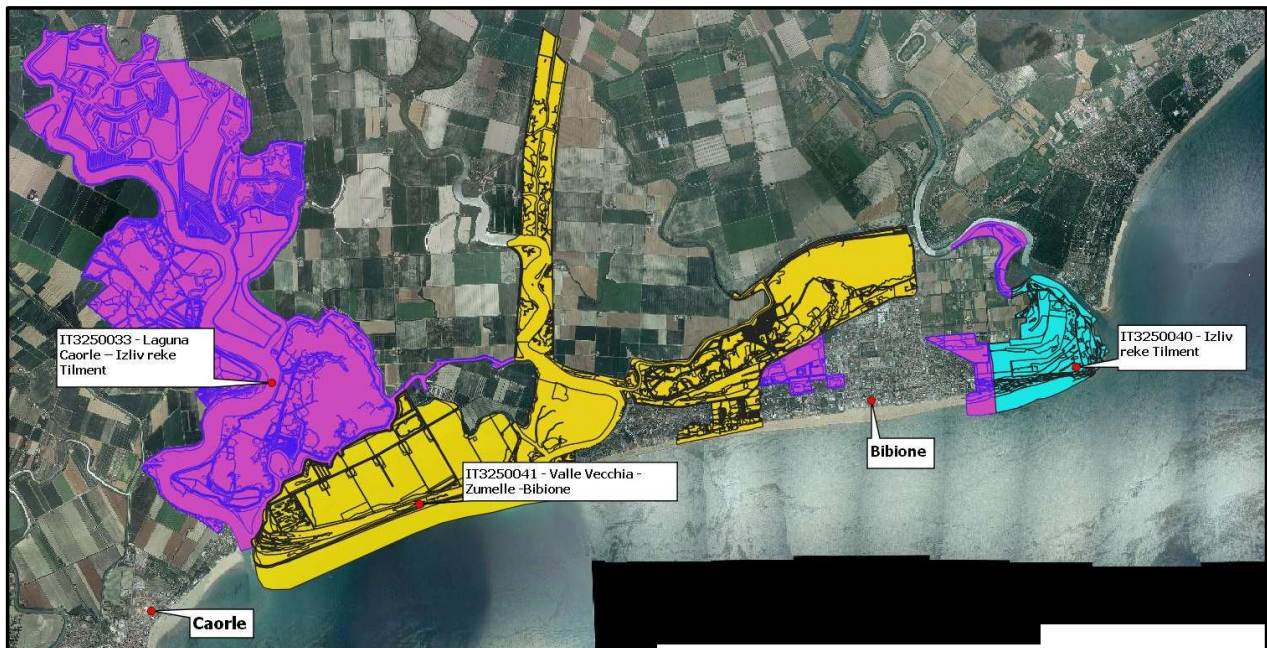 IT3250033 - Laguna
Caorle – Izliv reke
Tilment
IT3250040 - Izliv
reke Tilment
Bibione
IT3250041 - Valle Vecchia -
Zumelle -Bibione
Caorle